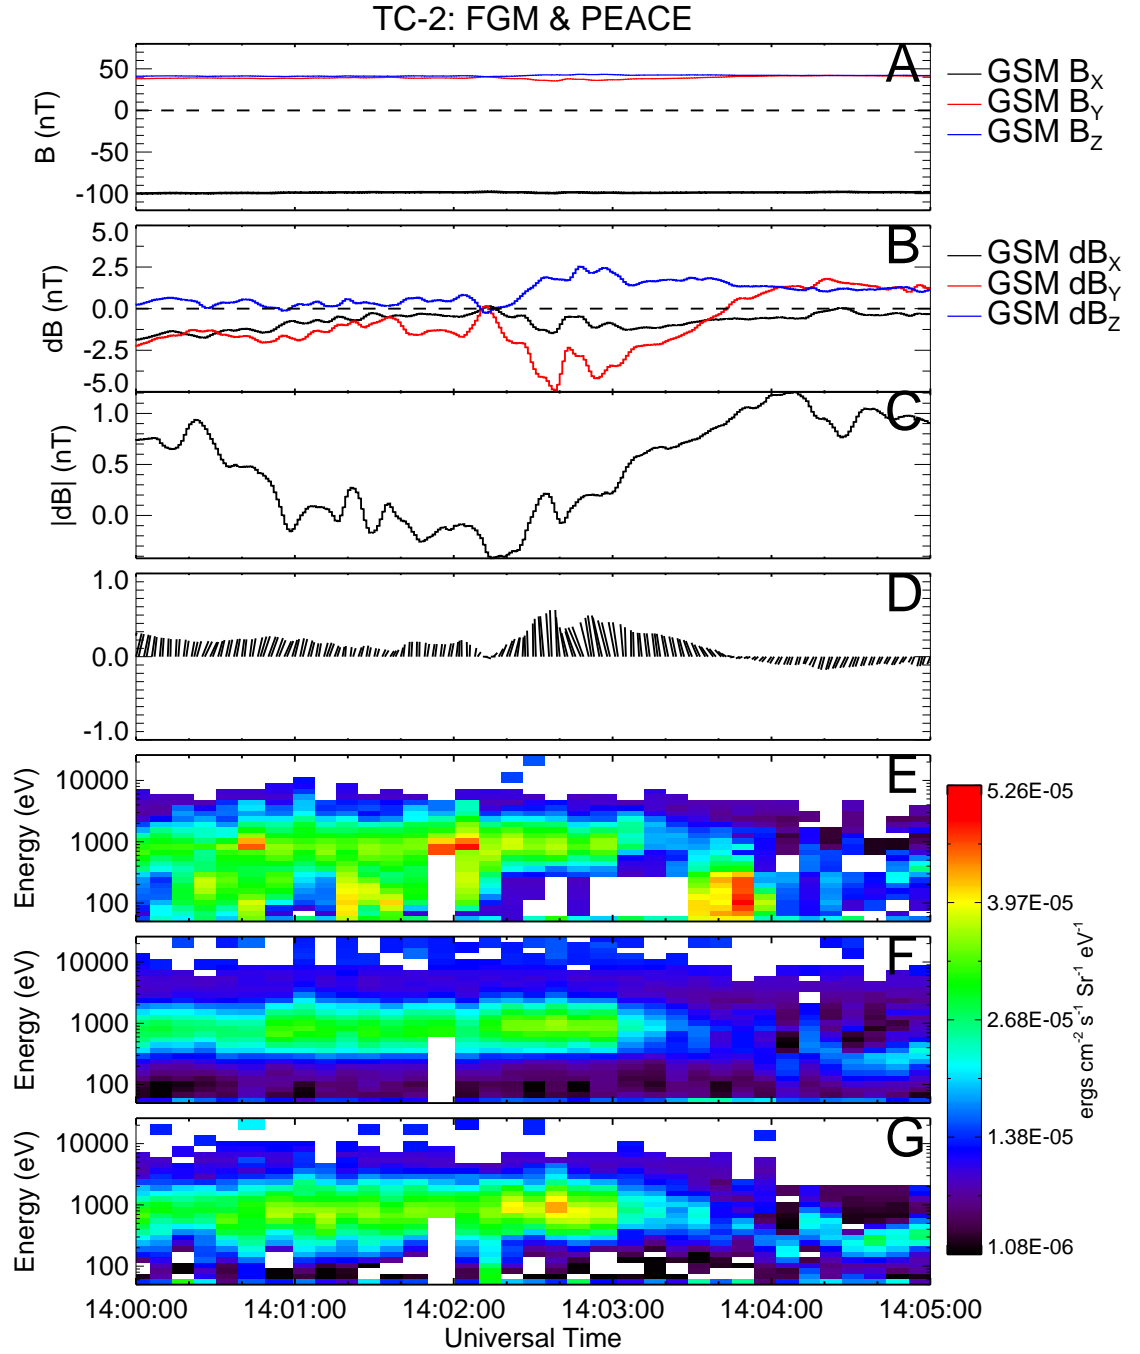 TC-2: FGM & PEACE
A
50
0
-50
-100
B (nT)
GSM B_X
GSM B_Y
GSM B_Z
B
5.0
2.5
0.0
-2.5
-5.0
dB (nT)
GSM dB_X
GSM dB_Y
GSM dB_Z
C
1.0
0.5
0.0
|dB| (nT)
D
1.0
0.0
-1.0
E
10000
1000
100
Energy (eV)
F
10000
1000
100
Energy (eV)
G
10000
1000
100
Energy (eV)
5.26E-05
3.97E-05
2.68E-05
1.38E-05
1.08E-06
ergs cm⁻² s⁻¹ Sr⁻¹ eV⁻¹
14:00:00 14:01:00 14:02:00 14:03:00 14:04:00 14:05:00
Universal Time